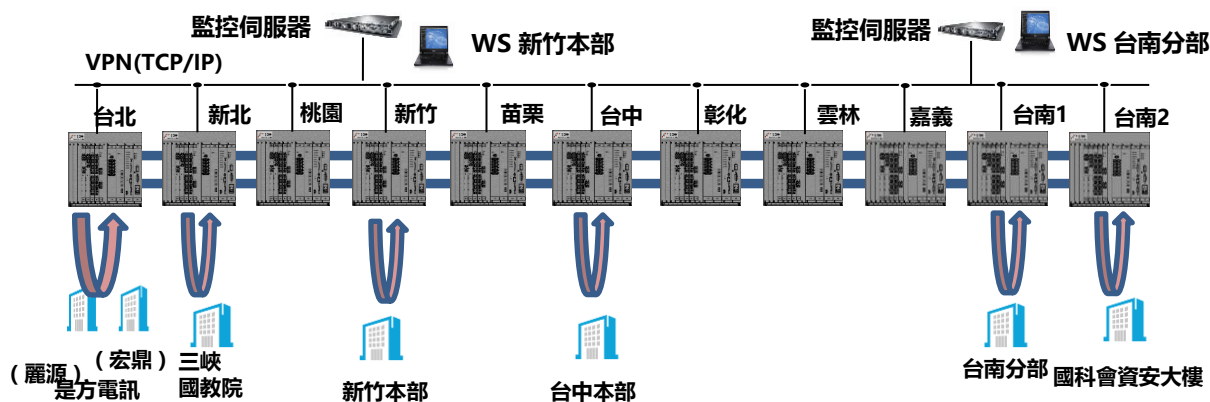 監控伺服器
WS 新竹本部
監控伺服器
WS 台南分部
VPN(TCP/IP)
台北
新北
桃園
新竹
苗栗
台中
彰化
雲林
嘉義
台南1
台南2
(麗源)
(宏鼎)
是方電訊
三峽
國教院
新竹本部
台中本部
台南分部
國科會資安大樓